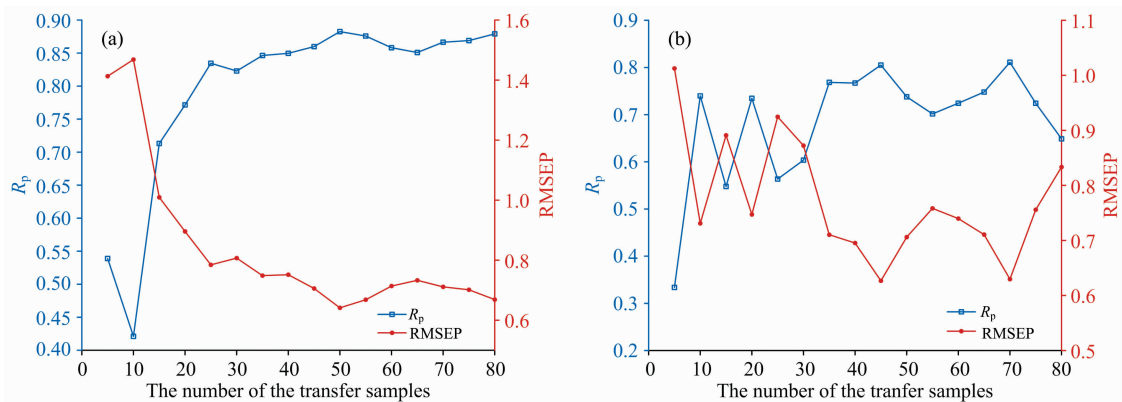 (a)
0.90
0.85
0.80
0.75
0.70
0.65
0.60
0.55
0.50
0.45
0.40
Rp
1.6
1.4
1.2
1.0
0.8
0.6
RMSEP
Rp
RMSEP
0 10 20 30 40 50 60 70 80
The number of the transfer samples
(b)
0.9
0.8
0.7
0.6
0.5
0.4
0.3
0.2
Rp
1.1
1.0
0.9
0.8
0.7
0.6
0.5
RMSEP
Rp
RMSEP
0 10 20 30 40 50 60 70 80
The number of the tranfer samples